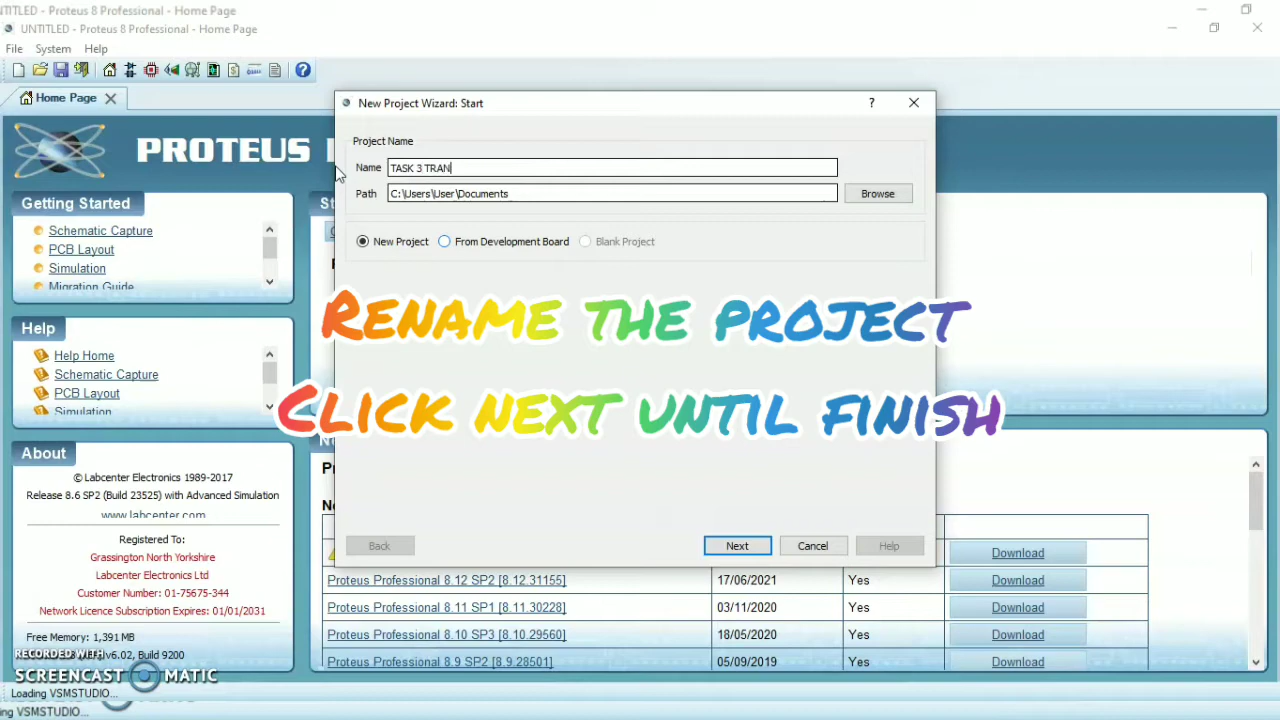 UNTITLED - Proteus 8 Professional - Home Page
UNTITLED - Proteus 8 Professional - Home Page
File System Help
Home Page
New Project Wizard: Start
PROTEUS
Project Name
Name TASK 3 TRAN
Path C:\Users\User\Documents Browse
New Project From Development Board Blank Project
Getting Started
Schematic Capture
PCB Layout
Simulation
Migration Guide
Help
Help Home
Schematic Capture
PCB Layout
Simulation
RENAME THE PROJECT
CLICK NEXT UNTIL FINISH
About
© Labcenter Electronics 1989-2017
Release 8.6 SP2 (Build 23525) with Advanced Simulation
www.labcenter.com
Registered To:
Grassington North Yorkshire
Labcenter Electronics Ltd
Customer Number: 01-75675-344
Network Licence Subscription Expires: 01/01/2031
Free Memory: 1,391 MB
v6.02, Build 9200
Back Next Cancel Help
Download
Proteus Professional 8.12 SP2 [8.12.31155] 17/06/2021 Yes Download
Proteus Professional 8.11 SP1 [8.11.30228] 03/11/2020 Yes Download
Proteus Professional 8.10 SP3 [8.10.29560] 18/05/2020 Yes Download
Proteus Professional 8.9 SP2 [8.9.28501] 05/09/2019 Yes Download
RECORDED WITH
SCREENCAST MATIC
Loading VSMSTUDIO...
ng VSMSTUDIO...